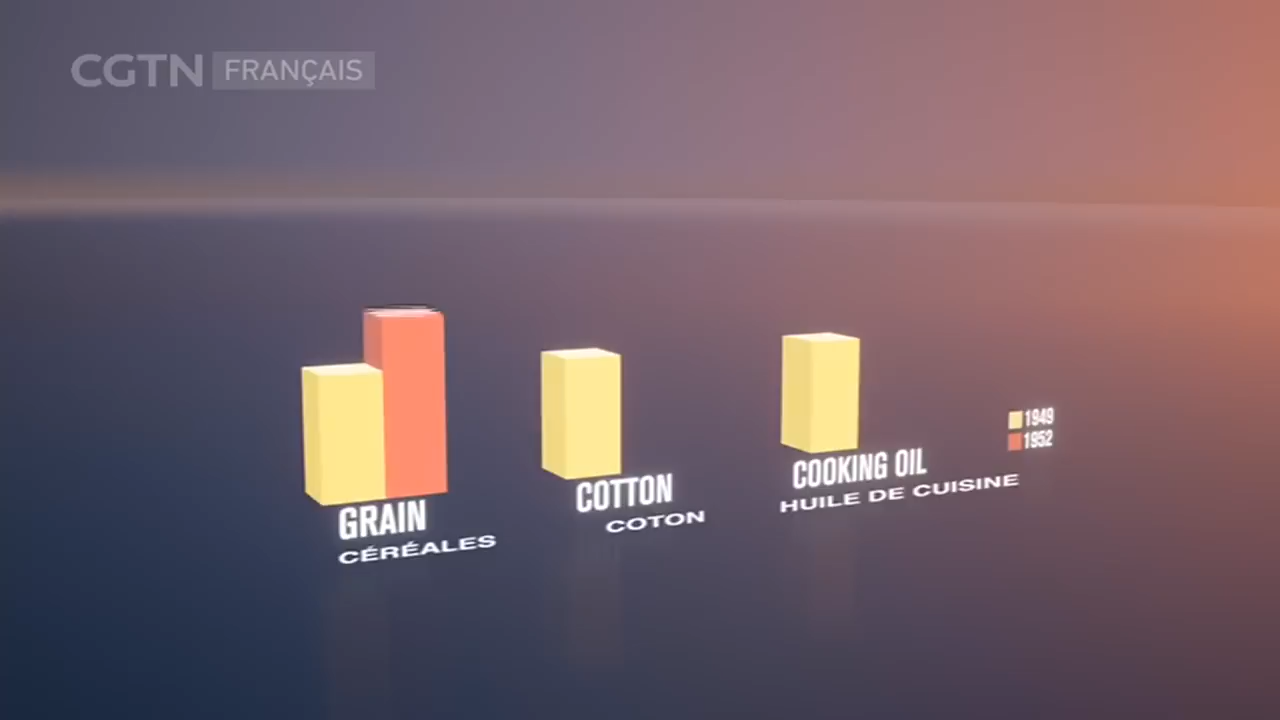 CGTN FRANÇAIS
GRAIN
CÉRÉALES
COTTON
COTON
COOKING OIL
HUILE DE CUISINE
1949
1952